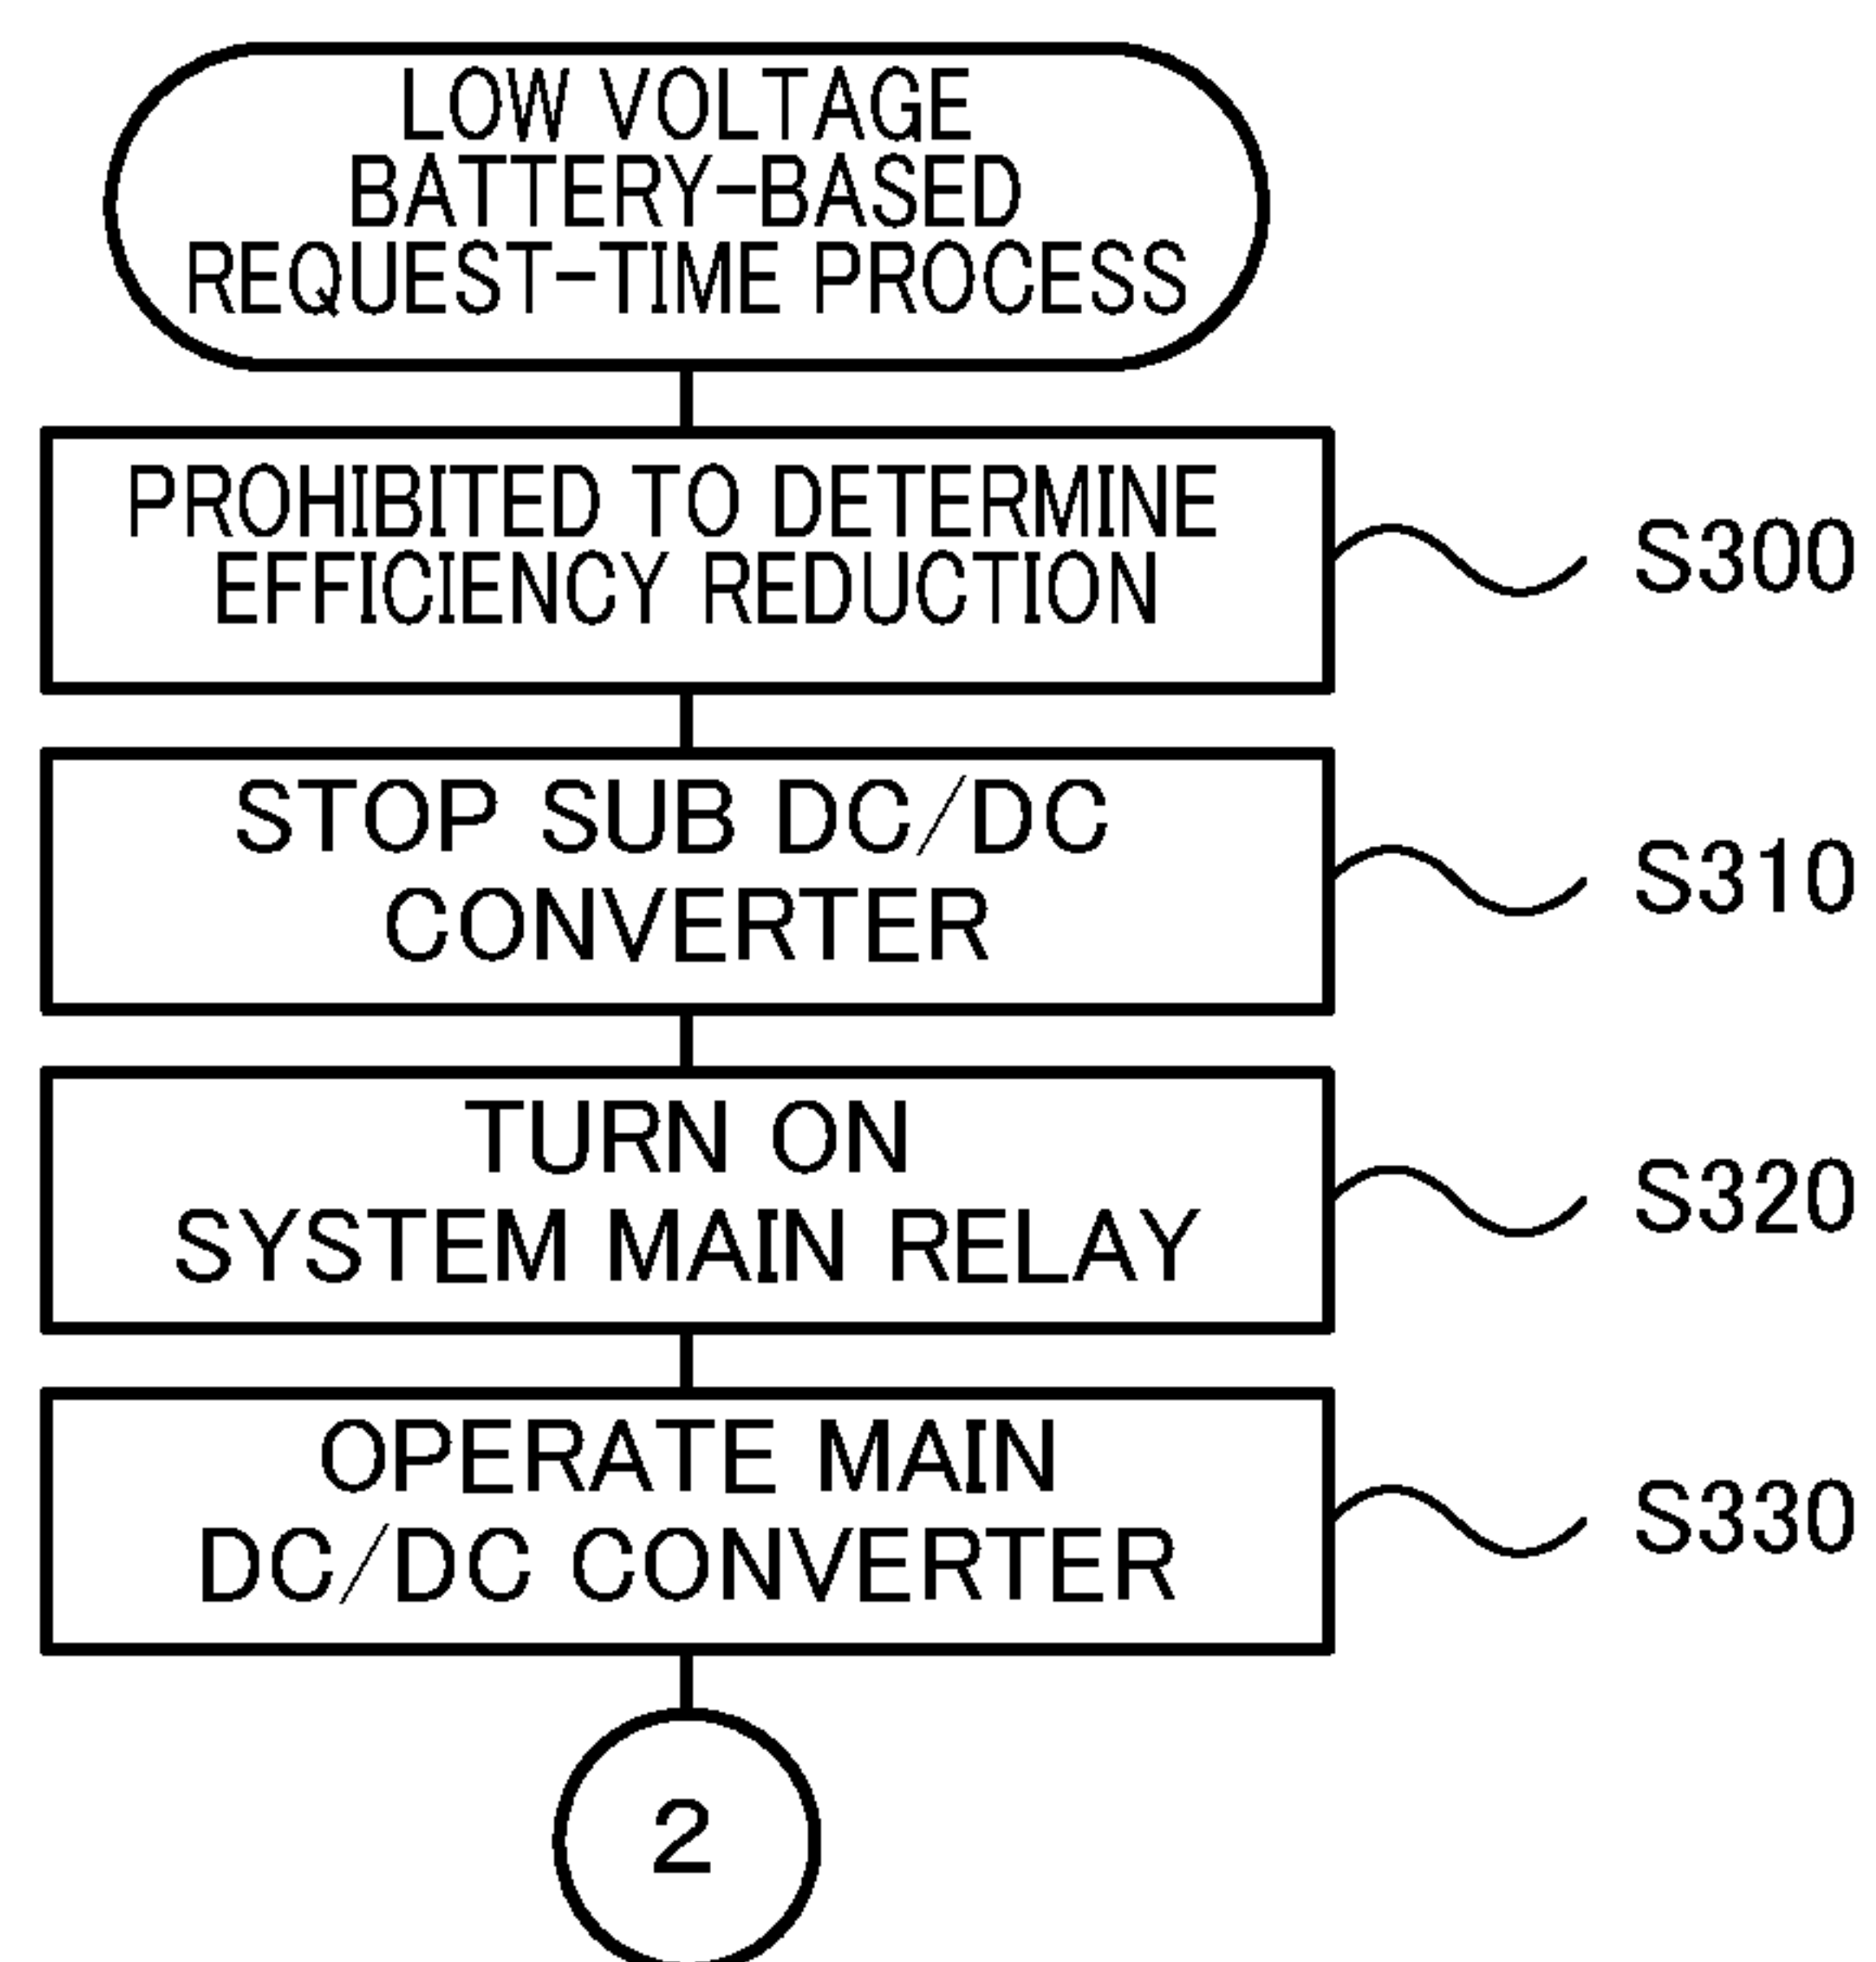 LOW VOLTAGE
BATTERY-BASED
REQUEST-TIME PROCESS
PROHIBITED TO DETERMINE
EFFICIENCY REDUCTION
S300
STOP SUB DC/DC
CONVERTER
S310
TURN ON
SYSTEM MAIN RELAY
S320
OPERATE MAIN
DC/DC CONVERTER
S330
2